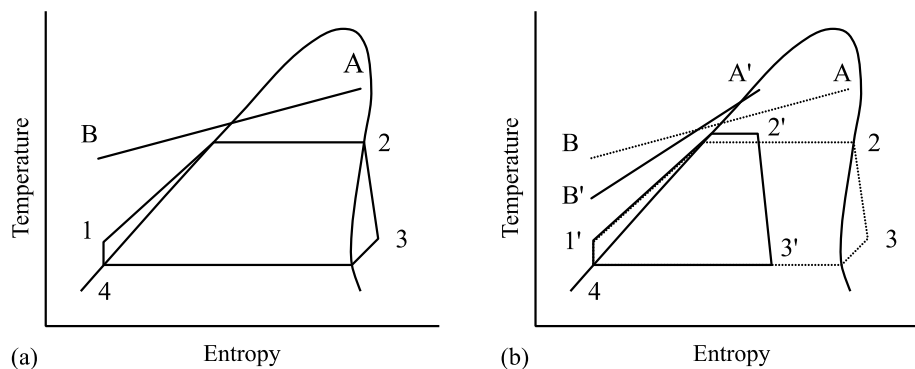 Temperature
A
B
2
1
3
4
(a)
Entropy
Temperature
A'
A
B
2'
2
B'
1'
3
3'
4
(b)
Entropy